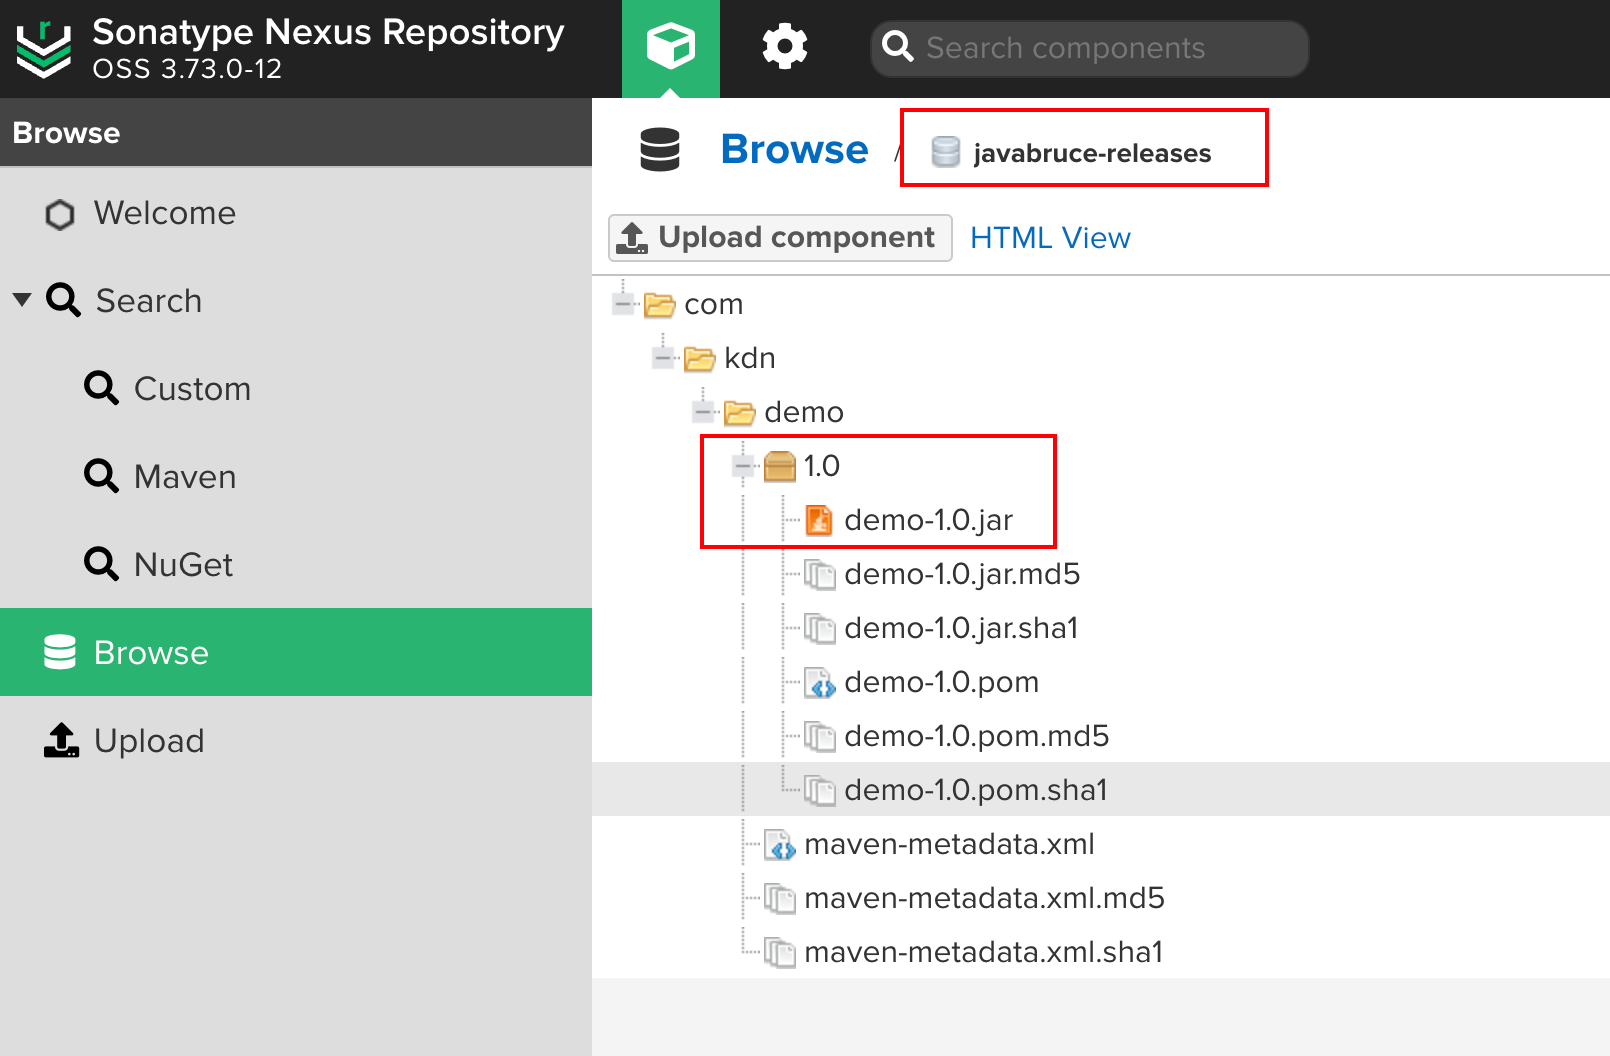 Sonatype Nexus Repository
OSS 3.73.0-12
Search components
Browse
Welcome
Search
Custom
Maven
NuGet
Browse
Upload
Browse / javabruce-releases
Upload component HTML View
com
kdn
demo
1.0
demo-1.0.jar
demo-1.0.jar.md5
demo-1.0.jar.sha1
demo-1.0.pom
demo-1.0.pom.md5
demo-1.0.pom.sha1
maven-metadata.xml
maven-metadata.xml.md5
maven-metadata.xml.sha1